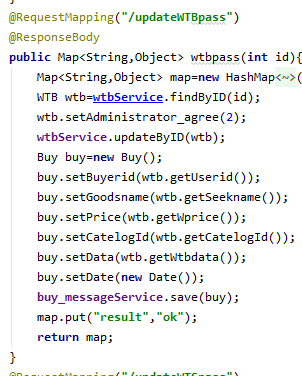 }
@RequestMapping("/updateWTBpass")
@ResponseBody
public Map<String,Object> wtbpass(int id){
Map<String,Object> map=new HashMap<~>(
WTB wtb=wtbService.findByID(id);
wtb.setAdministrator_agree(2);
wtbService.updateByID(wtb);
Buy buy=new Buy();
buy.setBuyerid(wtb.getUserid());
buy.setGoodsname(wtb.getSeekname());
buy.setPrice(wtb.getWprice());
buy.setCatelogId(wtb.getCatelogId());
buy.setData(wtb.getWtbdata());
buy.setDate(new Date());
buy_messageService.save(buy);
map.put("result","ok");
return map;
}
@RequestMapping("/updateWTSpass")